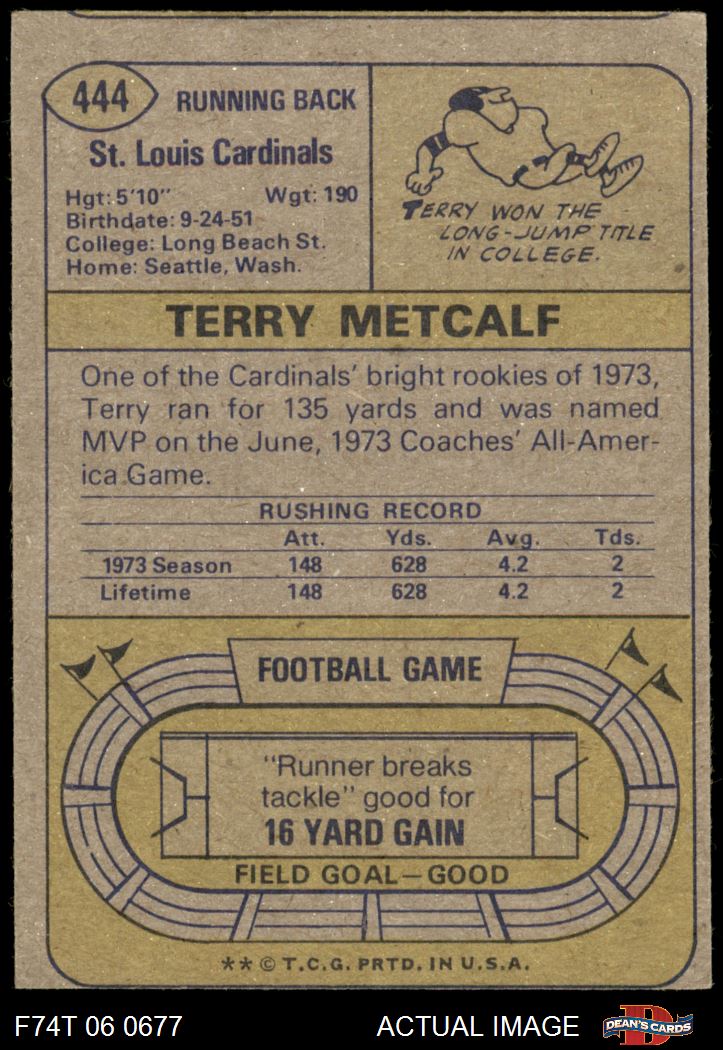 444
RUNNING BACK
St. Louis Cardinals
Hgt: 5'10" Wgt: 190
Birthdate: 9-24-51
College: Long Beach St.
Home: Seattle, Wash.
TERRY WON THE
LONG-JUMP TITLE
IN COLLEGE.
TERRY METCALF
One of the Cardinals' bright rookies of 1973,
Terry ran for 135 yards and was named
MVP on the June, 1973 Coaches' All-Amer-
ica Game.
RUSHING RECORD
Att. Yds. Avg. Tds.
1973 Season 148 628 4.2 2
Lifetime 148 628 4.2 2
FOOTBALL GAME
"Runner breaks
tackle" good for
16 YARD GAIN
FIELD GOAL—GOOD
** © T.C.G. PRTD. IN U.S.A.
F74T 06 0677 ACTUAL IMAGE
D
DEAN'S CARDS